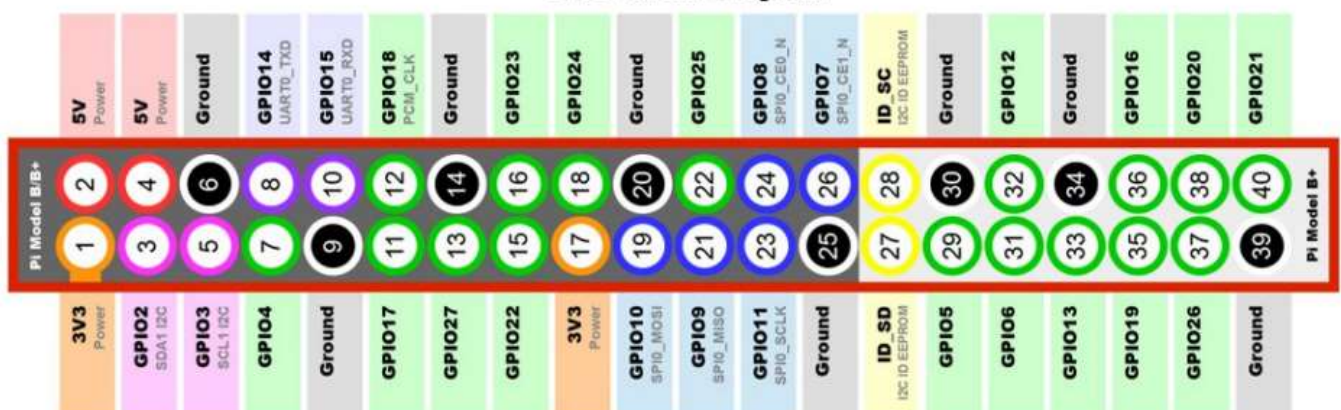 5V
Power
5V
Power
Ground
GPIO14
UART0_TXD
GPIO15
UART0_RXD
GPIO18
PCM_CLK
Ground
GPIO23
GPIO24
Ground
GPIO25
GPIO8
SPI0_CE0_N
GPIO7
SPI0_CE1_N
ID_SC
I2C ID EEPROM
Ground
GPIO12
Ground
GPIO16
GPIO20
GPIO21
Pi Model B/B+
2 4 6 8 10 12 14 16 18 20 22 24 26 28 30 32 34 36 38 40
1 3 5 7 9 11 13 15 17 19 21 23 25 27 29 31 33 35 37 39
Pi Model B+
3V3
Power
GPIO2
SDA1 I2C
GPIO3
SCL1 I2C
GPIO4
Ground
GPIO17
GPIO27
GPIO22
3V3
Power
GPIO10
SPI0_MOSI
GPIO9
SPI0_MISO
GPIO11
SPI0_SCLK
Ground
ID_SD
I2C ID EEPROM
GPIO5
GPIO6
GPIO13
GPIO19
GPIO26
Ground